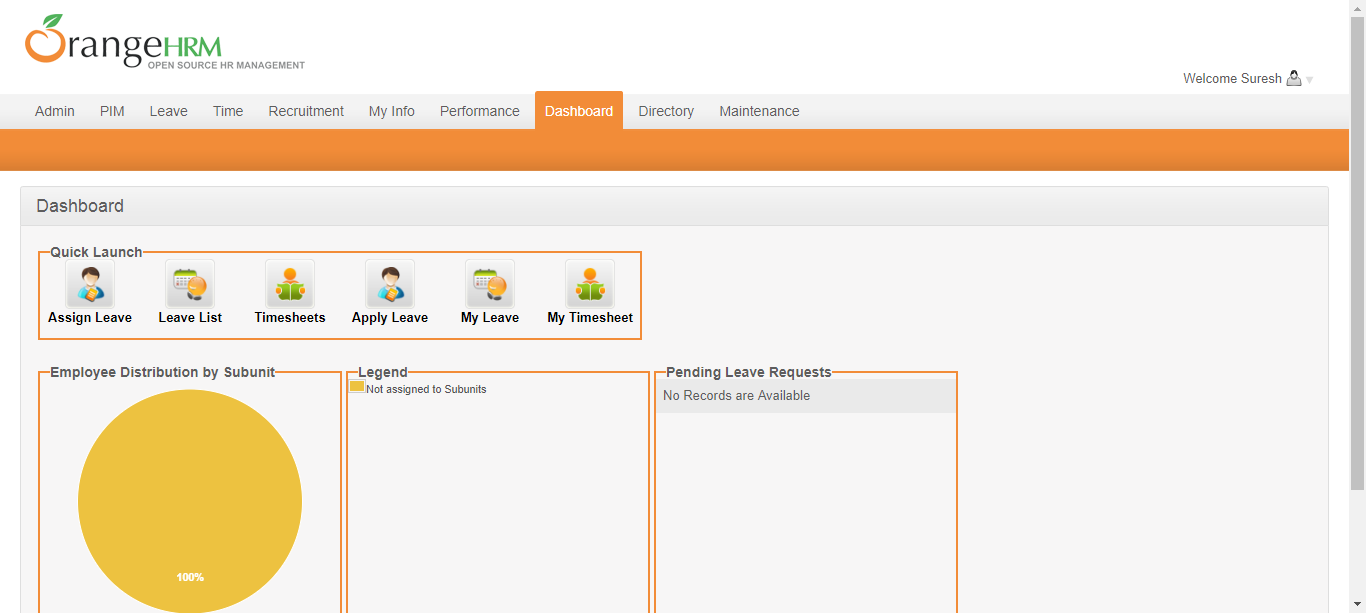 OrangeHRM
OPEN SOURCE HR MANAGEMENT
Welcome Suresh
Admin PIM Leave Time Recruitment My Info Performance Dashboard Directory Maintenance
Dashboard
Quick Launch
Assign Leave Leave List Timesheets Apply Leave My Leave My Timesheet
Employee Distribution by Subunit Legend Pending Leave Requests
Not assigned to Subunits
No Records are Available
100%